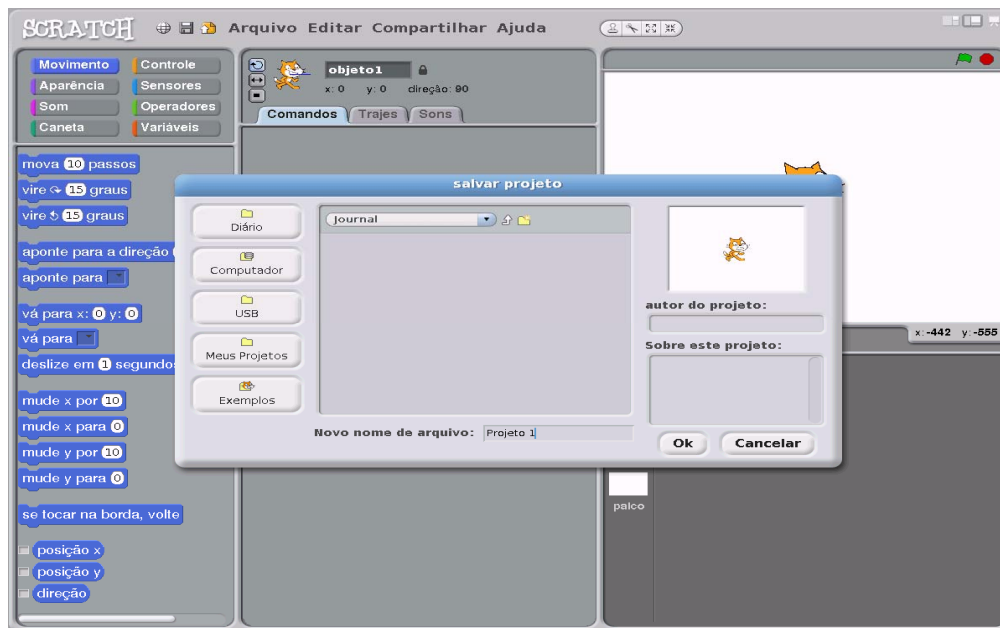 SCRATCH Arquivo Editar Compartilhar Ajuda
Movimento Controle
Aparência Sensores
Som Operadores
Caneta Variáveis
objeto1
x: 0 y: 0 direção: 90
Comandos Trajes Sons
mova 10 passos
vire 15 graus
vire 15 graus
aponte para a direção
aponte para
vá para x: 0 y: 0
vá para
deslize em 1 segundos
mude x por 10
mude x para 0
mude y por 10
mude y para 0
se tocar na borda, volte
posição x
posição y
direção
salvar projeto
Diário
Computador
USB
Meus Projetos
Exemplos
Journal
Novo nome de arquivo: Projeto 1
autor do projeto:
Sobre este projeto:
Ok Cancelar
x: -442 y: -555
palco